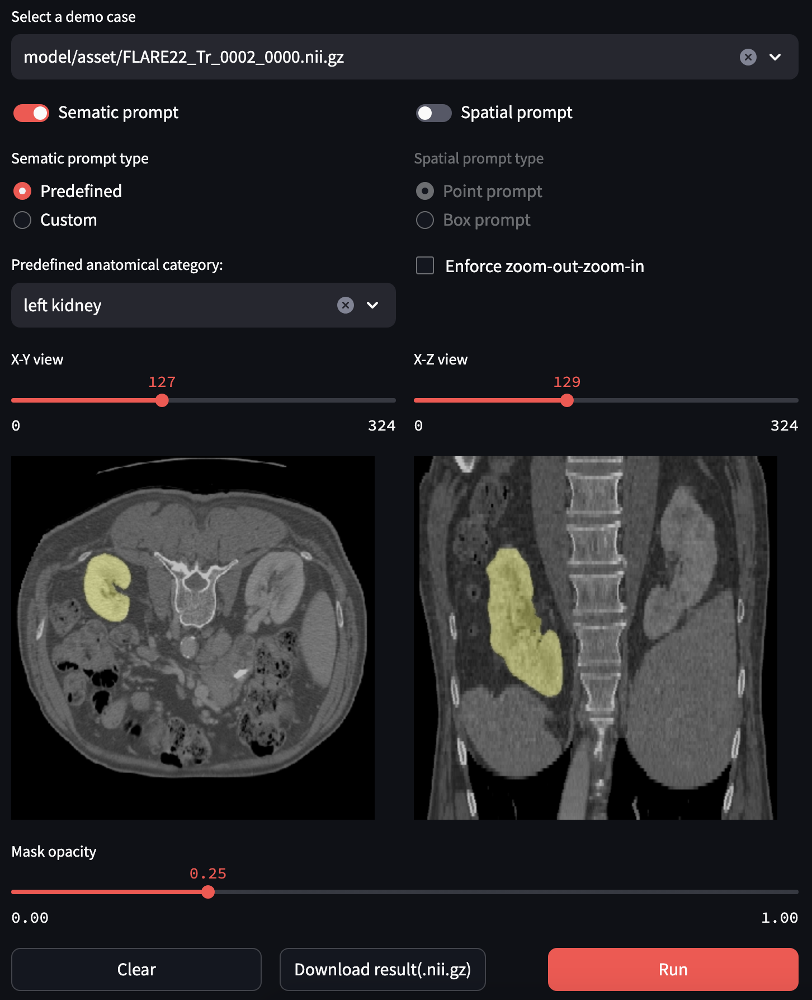 Select a demo case
model/asset/FLARE22_Tr_0002_0000.nii.gz
Sematic prompt
Spatial prompt
Sematic prompt type
Spatial prompt type
Predefined
Point prompt
Custom
Box prompt
Predefined anatomical category:
Enforce zoom-out-zoom-in
left kidney
X-Y view
X-Z view
127
129
0
324
0
324
Mask opacity
0.25
0.00
1.00
Clear
Download result(.nii.gz)
Run